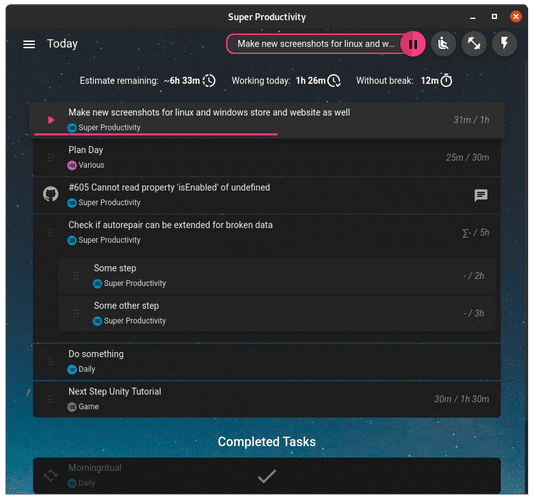 Super Productivity
Today
Make new screenshots for linux and w...
Estimate remaining: ~6h 33m Working today: 1h 26m Without break: 12m
Make new screenshots for linux and windows store and website as well
Super Productivity
31m / 1h
Plan Day
Various
25m / 30m
#605 Cannot read property 'isEnabled' of undefined
Super Productivity
Check if autorepair can be extended for broken data
Super Productivity
∑- / 5h
Some step
Super Productivity
- / 2h
Some other step
Super Productivity
- / 3h
Do something
Daily
Next Step Unity Tutorial
Game
30m / 1h 30m
Completed Tasks
Morningritual
Daily